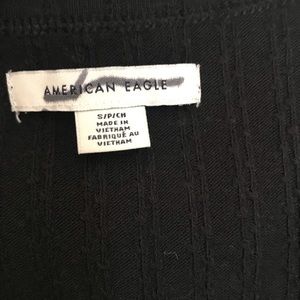 AMERICAN EAGLE
S/P/CH
MADE IN
VIETNAM
FABRIQUÉ AU
VIETNAM